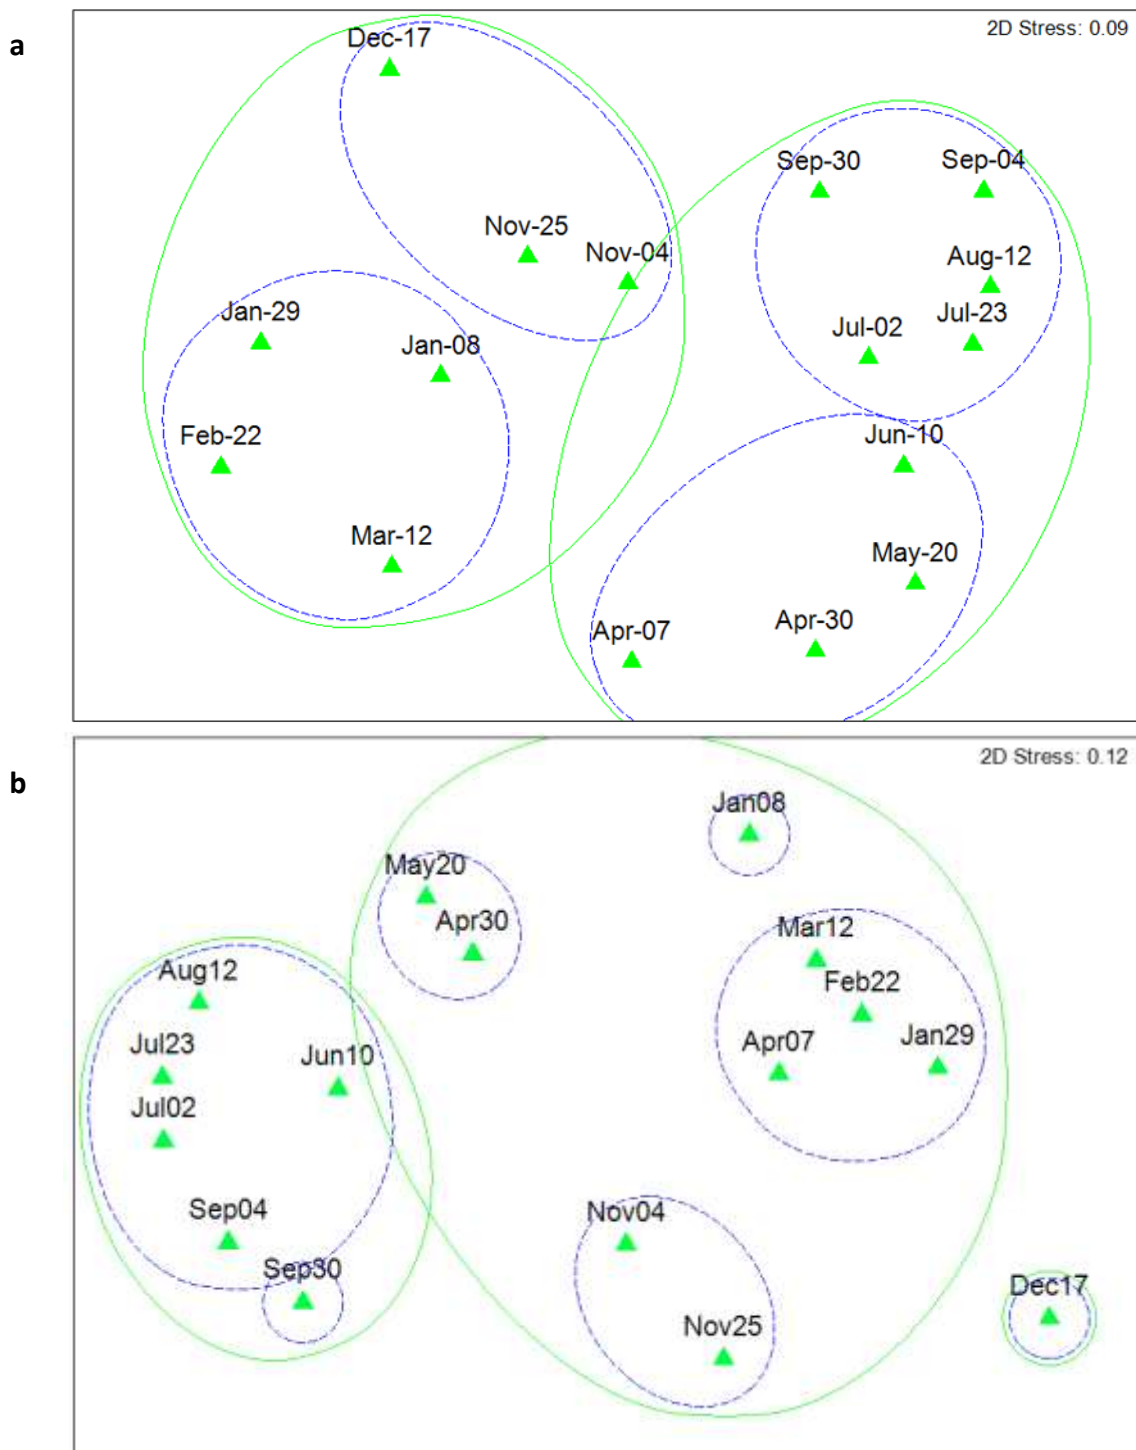 a
2D Stress: 0.09
Dec-17
Sep-30
Sep-04
Nov-25
Nov-04
Aug-12
Jan-29
Jul-23
Jul-02
Jan-08
Feb-22
Jun-10
Mar-12
May-20
Apr-07
Apr-30
b
2D Stress: 0.12
Jan08
May20
Apr30
Mar12
Aug12
Feb22
Jul23
Jun10
Apr07
Jan29
Jul02
Sep04
Nov04
Sep30
Dec17
Nov25